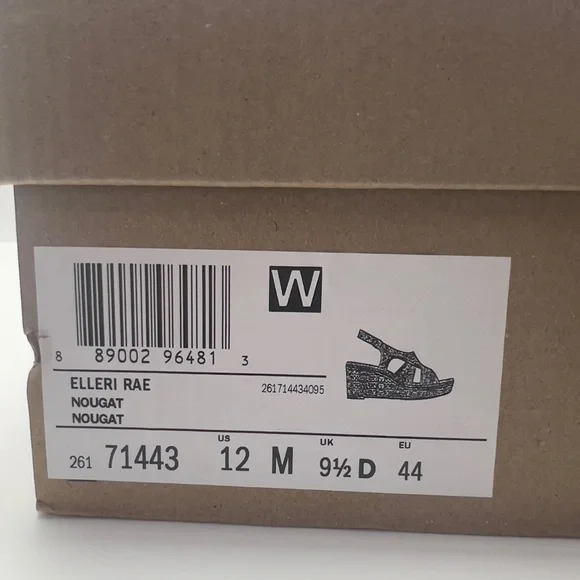 W
8 89002 96481 3
ELLERI RAE 261714434095
NOUGAT
NOUGAT
US UK EU
261 71443 12 M 9½ D 44